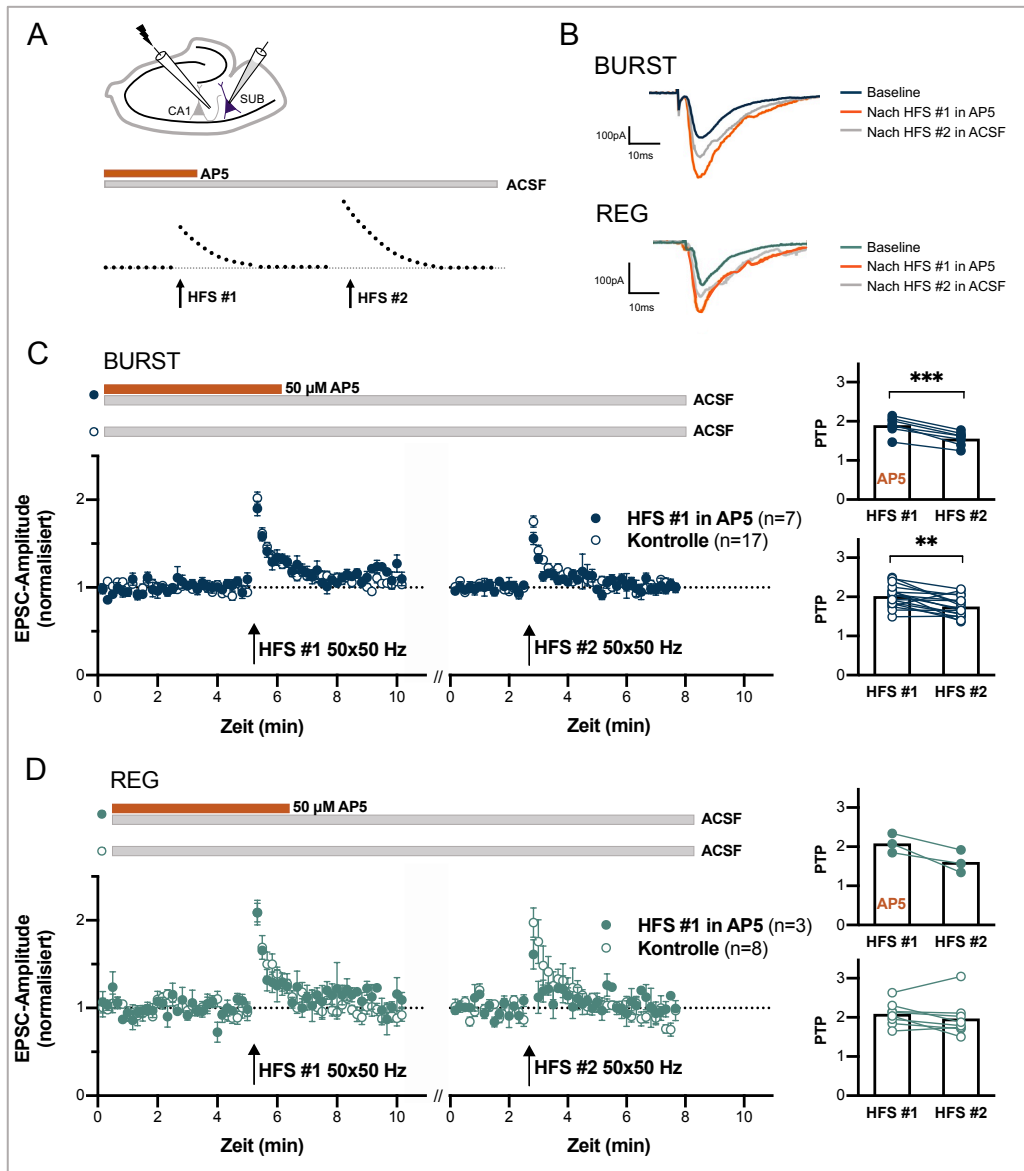 A
CA1
SUB
AP5
ACSF
HFS #1
HFS #2
B
BURST
100pA
10ms
Baseline
Nach HFS #1 in AP5
Nach HFS #2 in ACSF
REG
100pA
10ms
Baseline
Nach HFS #1 in AP5
Nach HFS #2 in ACSF
C
BURST
50 µM AP5
ACSF
ACSF
EPSC-Amplitude
(normalisiert)
2
1
0
HFS #1 in AP5 (n=7)
Kontrolle (n=17)
HFS #1 50x50 Hz
HFS #2 50x50 Hz
0 2 4 6 8 10 // 0 2 4 6 8 10
Zeit (min)
Zeit (min)
***
PTP
3
2
1
0
AP5
HFS #1 HFS #2
**
PTP
3
2
1
0
HFS #1 HFS #2
D
REG
50 µM AP5
ACSF
ACSF
EPSC-Amplitude
(normalisiert)
2
1
0
HFS #1 in AP5 (n=3)
Kontrolle (n=8)
HFS #1 50x50 Hz
HFS #2 50x50 Hz
0 2 4 6 8 10 // 0 2 4 6 8 10
Zeit (min)
Zeit (min)
PTP
3
2
1
0
AP5
HFS #1 HFS #2
PTP
3
2
1
0
HFS #1 HFS #2